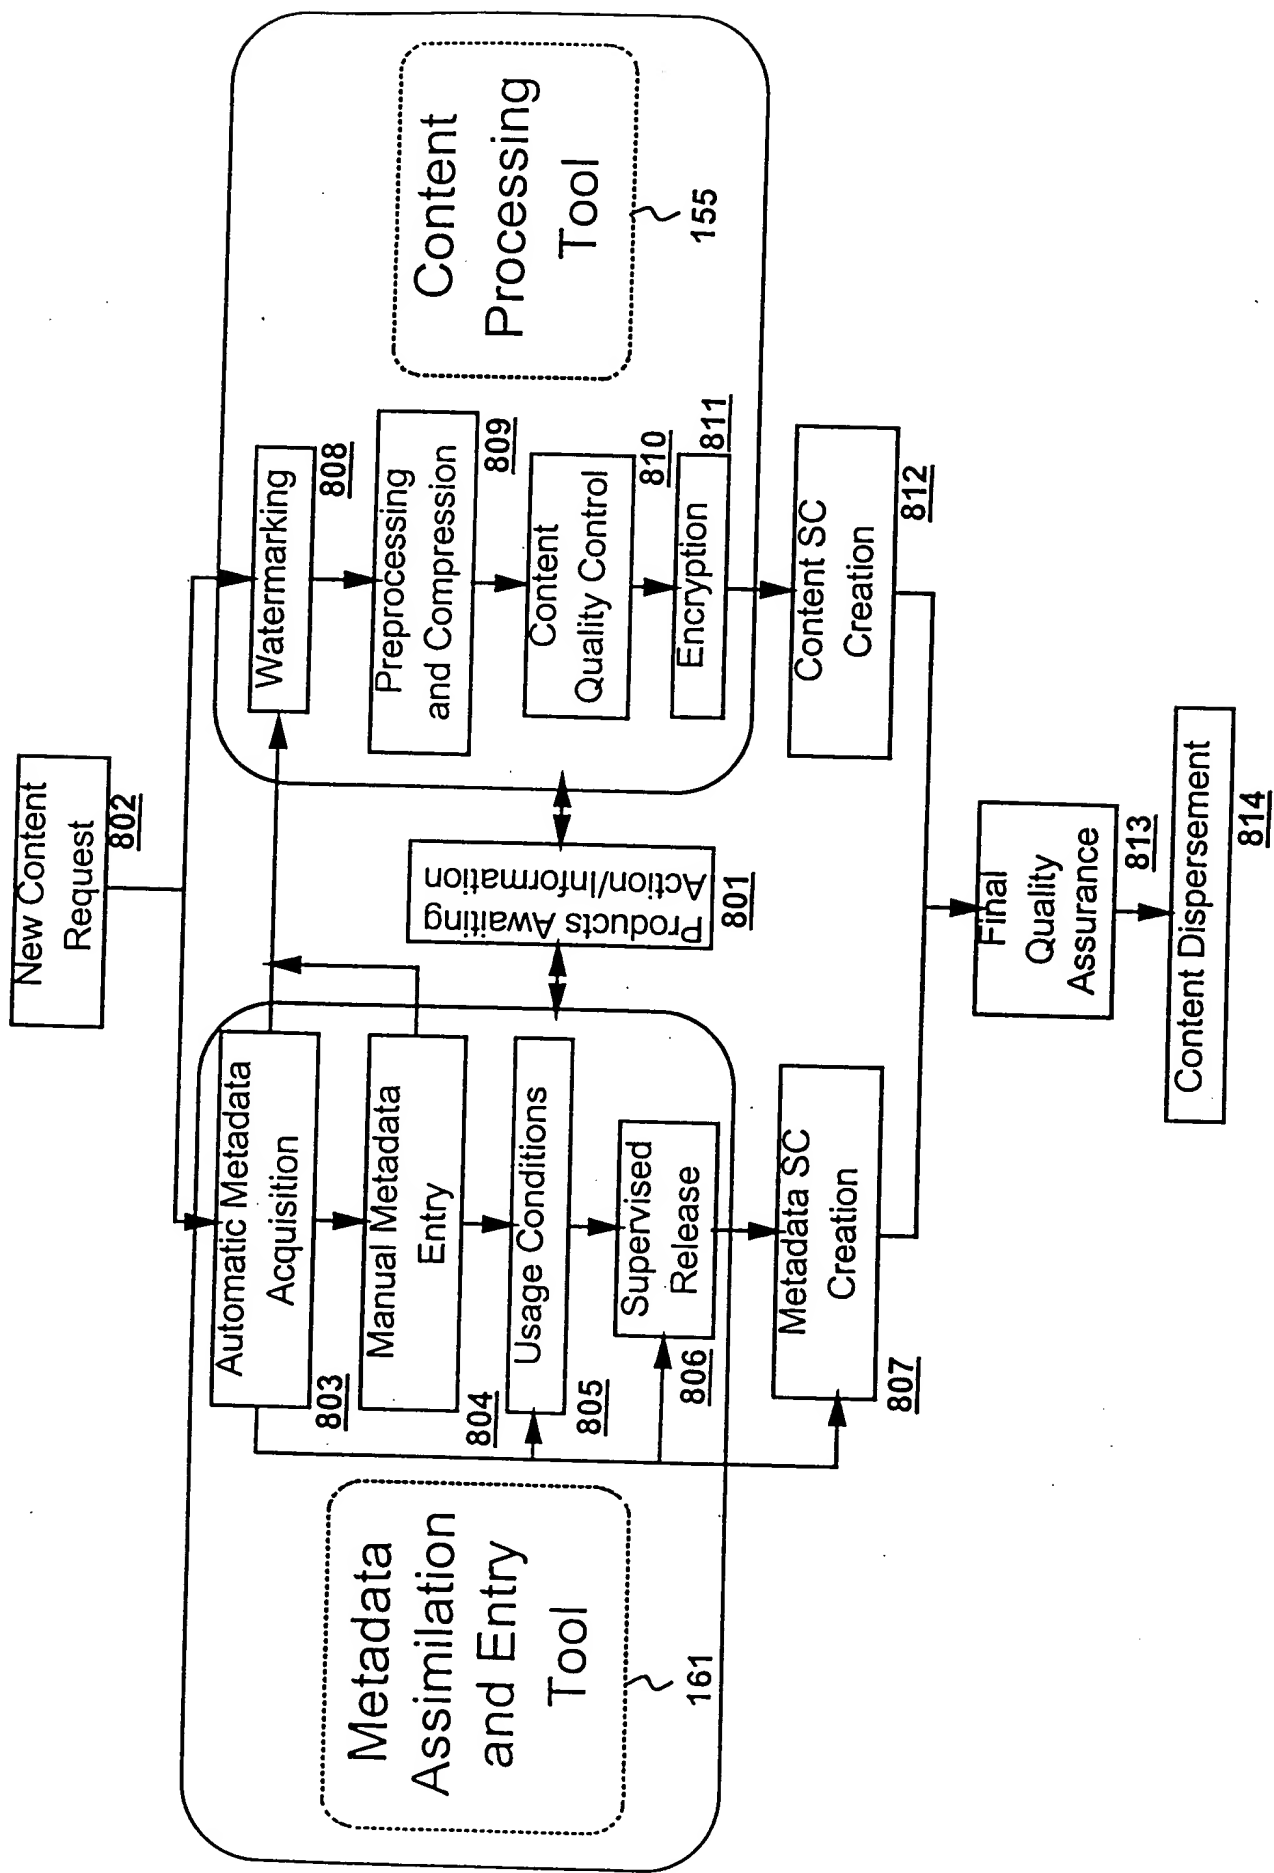 New Content
Request
802
Automatic Metadata
Acquisition
803
Manual Metadata
Entry
804
Usage Conditions
805
Supervised
Release
806
Metadata SC
Creation
807
Metadata
Assimilation
and Entry
Tool
161
Products Awaiting
Action/Information
801
Watermarking
808
Preprocessing
and Compression
809
Content
Quality Control
810
Encryption
811
Content SC
Creation
812
Content
Processing
Tool
155
Final
Quality
Assurance
813
Content Dispersement
814